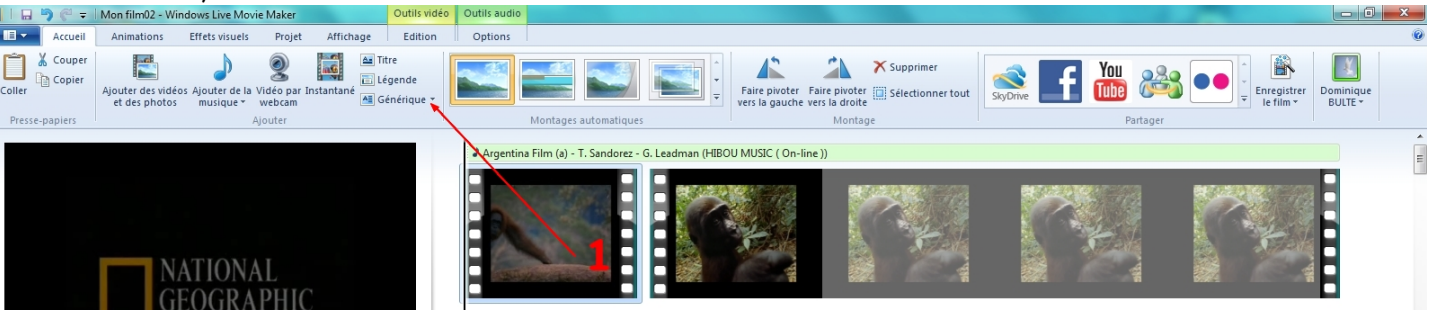 Mon film02 - Windows Live Movie Maker
Outils vidéo
Outils audio
Accueil
Animations
Effets visuels
Projet
Affichage
Edition
Options
Coller
Couper
Copier
Presse-papiers
Ajouter des vidéos
et des photos
Ajouter de la
musique
Vidéo par
webcam
Instantané
Titre
Légende
Générique
Ajouter
Montages automatiques
Faire pivoter
vers la gauche
Faire pivoter
vers la droite
Supprimer
Sélectionner tout
Montage
SkyDrive
f
You
Tube
Partager
Enregistrer
le film
Dominique
BULTE
Argentina Film (a) - T. Sandorez - G. Leadman (HIBOU MUSIC ( On-line ))
1
NATIONAL
GEOGRAPHIC